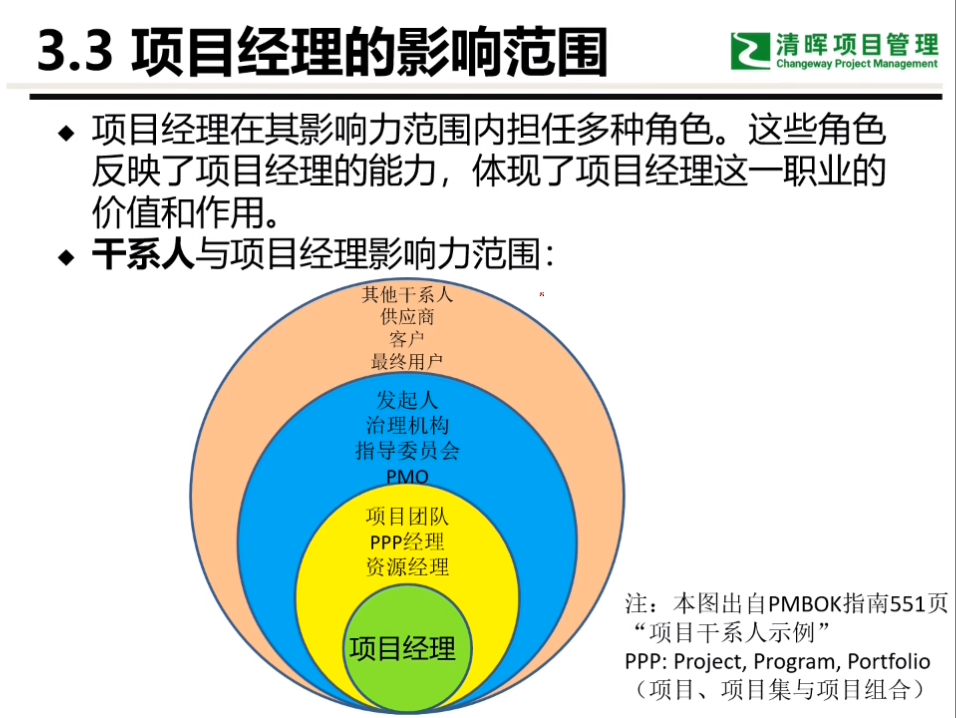 3.3 项目经理的影响范围
清晖项目管理
Changeway Project Management
◆ 项目经理在其影响力范围内担任多种角色。这些角色
反映了项目经理的能力，体现了项目经理这一职业的
价值和作用。
◆ 干系人与项目经理影响力范围：
其他干系人
供应商
客户
最终用户
发起人
治理机构
指导委员会
PMO
项目团队
PPP经理
资源经理
项目经理
注：本图出自PMBOK指南551页
“项目干系人示例”
PPP: Project, Program, Portfolio
（项目、项目集与项目组合）